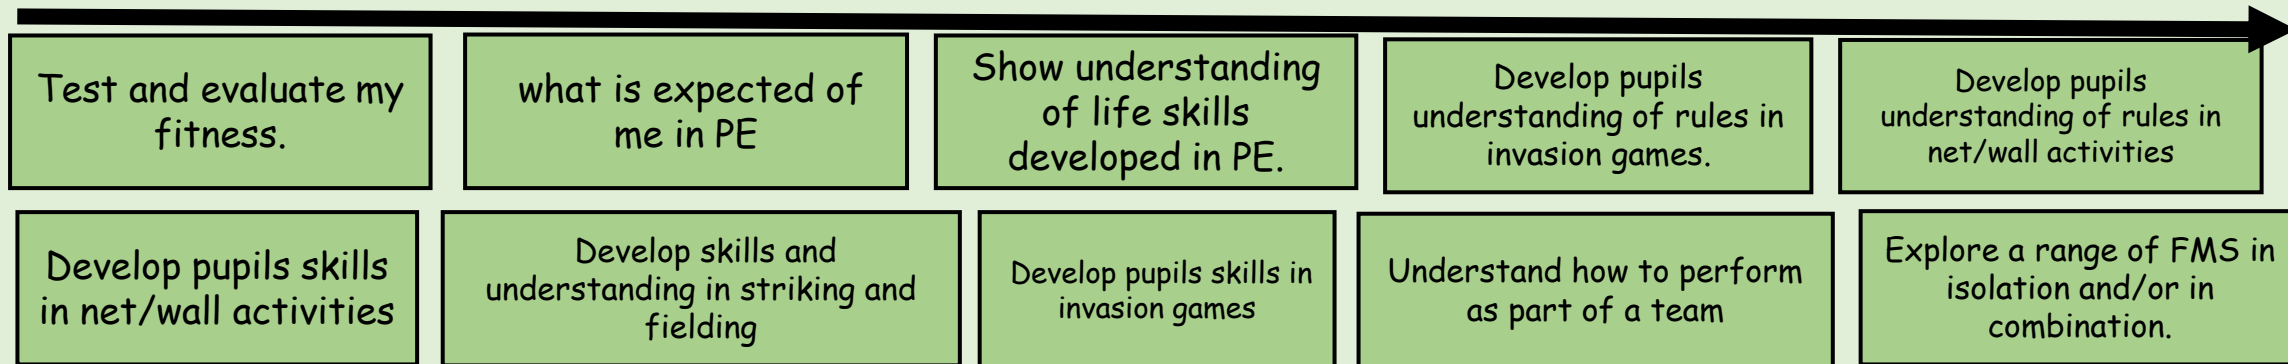 Test and evaluate my
fitness.
what is expected of
me in PE
Show understanding
of life skills
developed in PE.
Develop pupils
understanding of rules in
invasion games.
Develop pupils
understanding of rules in
net/wall activities
Develop pupils skills
in net/wall activities
Develop skills and
understanding in striking and
fielding
Develop pupils skills in
invasion games
Understand how to perform
as part of a team
Explore a range of FMS in
isolation and/or in
combination.